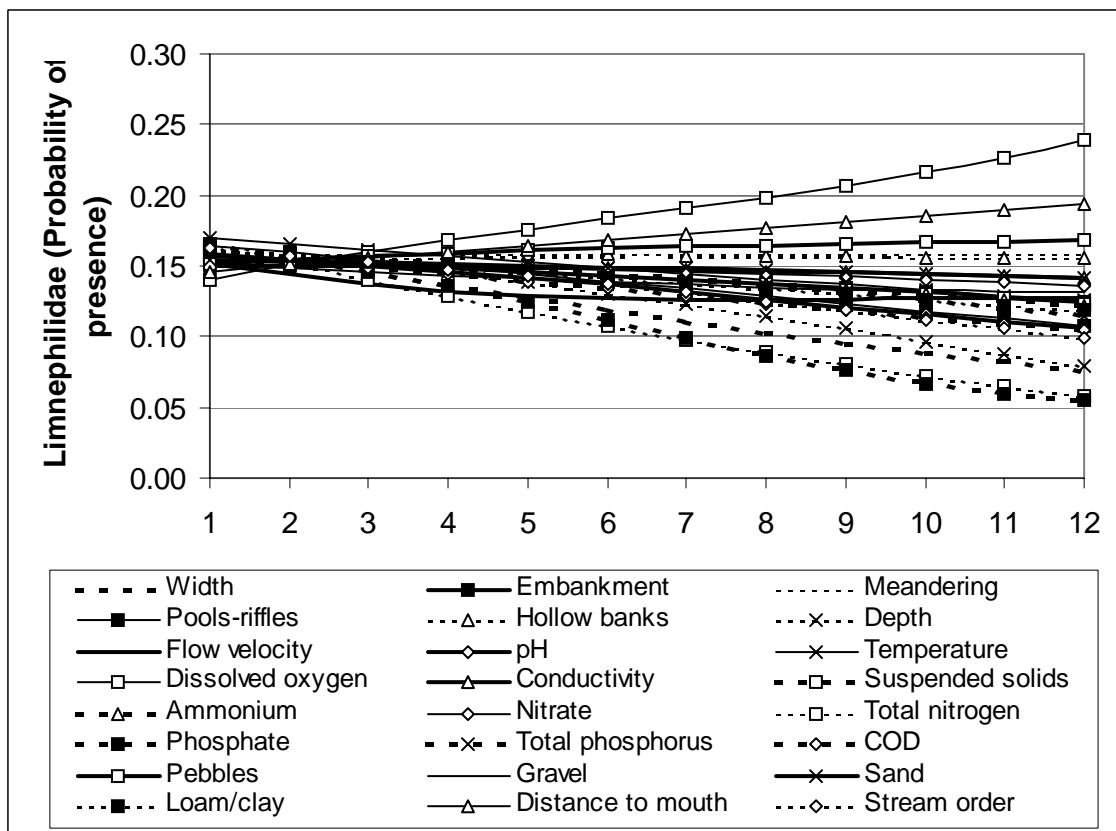 Limnephilidae (Probability of
presence)
0.30
0.25
0.20
0.15
0.10
0.05
0.00
1 2 3 4 5 6 7 8 9 10 11 12
Width Embankment Meandering
Pools-riffles Hollow banks Depth
Flow velocity pH Temperature
Dissolved oxygen Conductivity Suspended solids
Ammonium Nitrate Total nitrogen
Phosphate Total phosphorus COD
Pebbles Gravel Sand
Loam/clay Distance to mouth Stream order